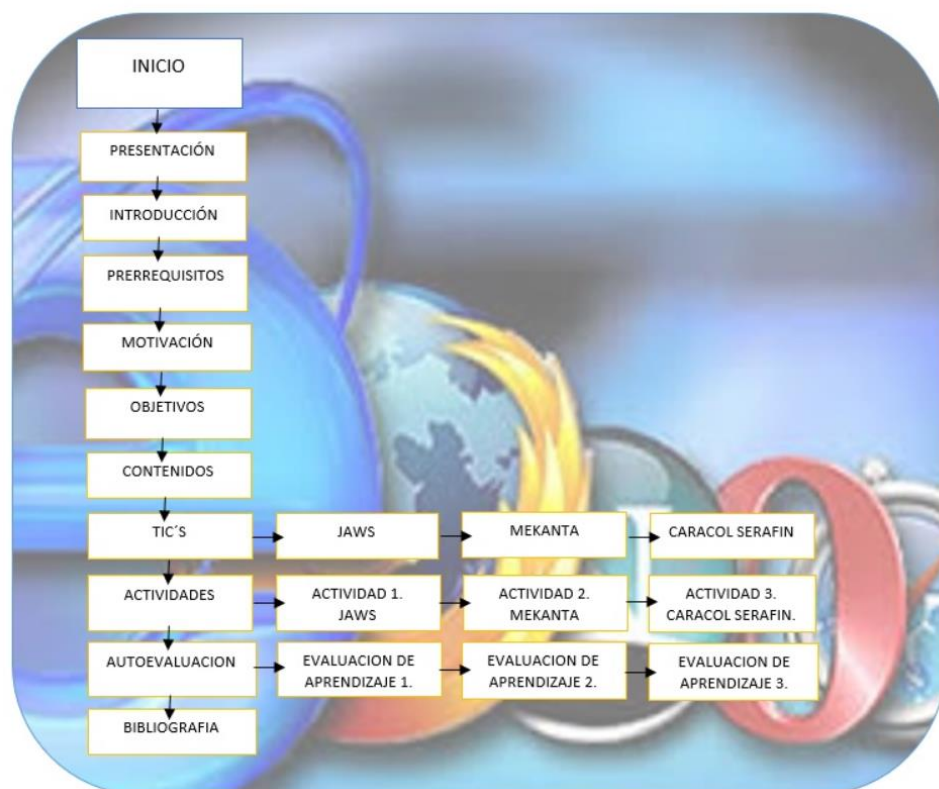 INICIO
PRESENTACIÓN
INTRODUCCIÓN
PRERREQUISITOS
MOTIVACIÓN
OBJETIVOS
CONTENIDOS
TIC´S
JAWS
MEKANTA
CARACOL SERAFIN
ACTIVIDADES
ACTIVIDAD 1.
JAWS
ACTIVIDAD 2.
MEKANTA
ACTIVIDAD 3.
CARACOL SERAFIN.
AUTOEVALUACION
EVALUACION DE
APRENDIZAJE 1.
EVALUACION DE
APRENDIZAJE 2.
EVALUACION DE
APRENDIZAJE 3.
BIBLIOGRAFIA